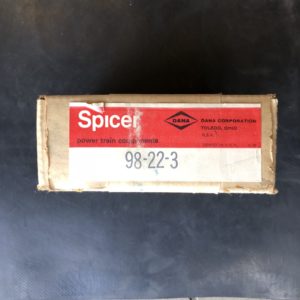 Spicer
DANA
DANA CORPORATION
TOLEDO, OHIO
U.S.A.
power train components
98-22-3